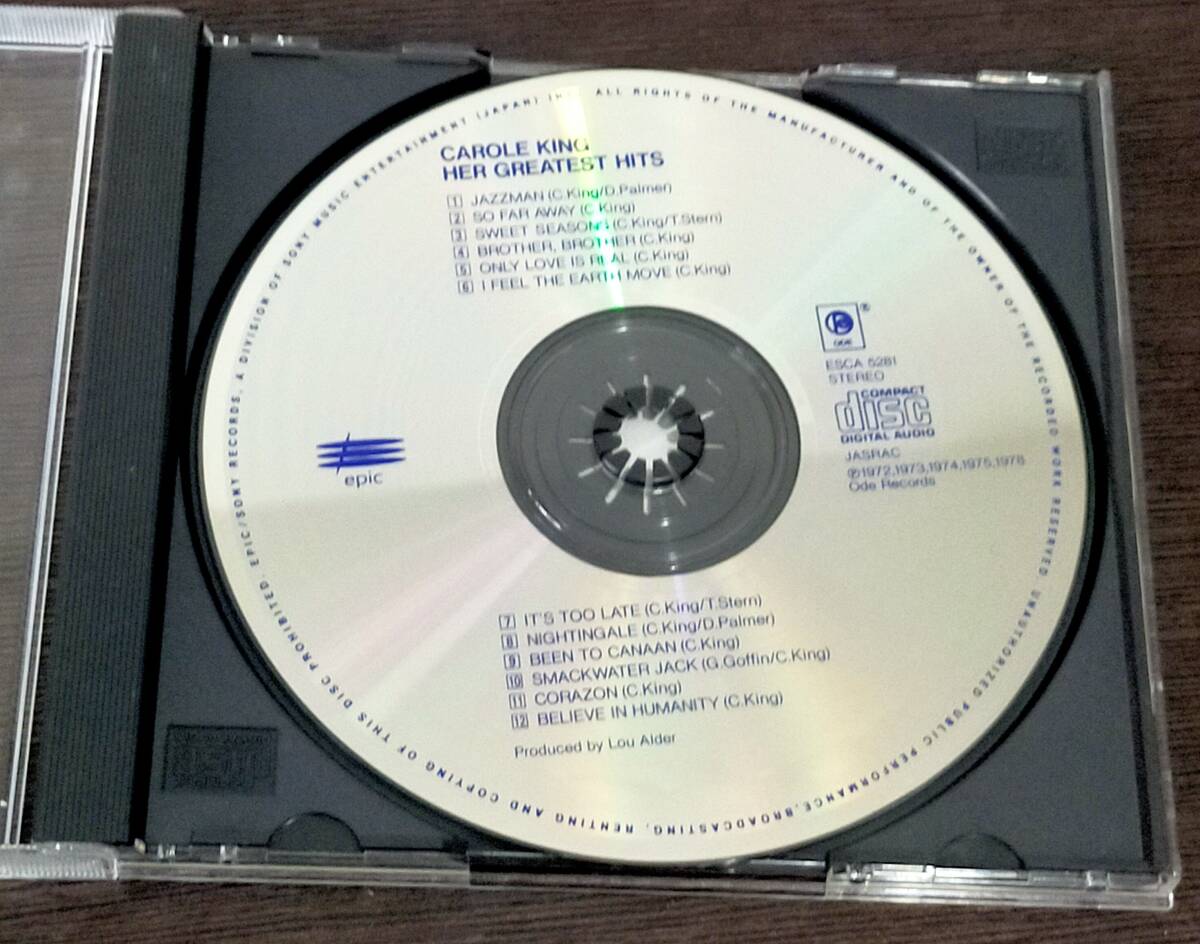 CAROLE KING
HER GREATEST HITS
1 JAZZMAN (C.King/D.Palmer)
2 SO FAR AWAY (C.King)
3 SWEET SEASONS (C.King/T.Stern)
4 BROTHER, BROTHER (C.King)
5 ONLY LOVE IS REAL (C.King)
6 I FEEL THE EARTH MOVE (C.King)
ODE
®
ESCA 5281
STEREO
COMPACT
disc
DIGITAL AUDIO
JASRAC
℗1972,1973,1974,1975,1976
Ode Records
epic
7 IT'S TOO LATE (C.King/T.Stern)
8 NIGHTINGALE (C.King/D.Palmer)
9 BEEN TO CANAAN (C.King)
10 SMACKWATER JACK (G.Goffin/C.King)
11 CORAZON (C.King)
12 BELIEVE IN HUMANITY (C.King)
Produced by Lou Alder
EPIC/SONY RECORDS, A DIVISION OF SONY MUSIC ENTERTAINMENT (JAPAN) INC. ALL RIGHTS OF THE MANUFACTURER AND OF THE OWNER OF THE RECORDED WORK RESERVED UNAUTHORIZED PUBLIC PERFORMANCE, BROADCASTING, RENTING AND COPYING OF THIS DISC PROHIBITED